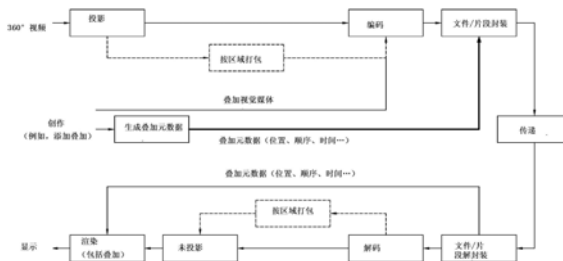 360° 视频
投影
编码
文件/片段封装
按区域打包
叠加视觉媒体
创作
(例如，添加叠加)
生成叠加元数据
叠加元数据（位置、顺序、时间…）
传递
叠加元数据（位置、顺序、时间…）
按区域打包
显示
渲染
（包括叠加）
未投影
解码
文件/片
段解封装